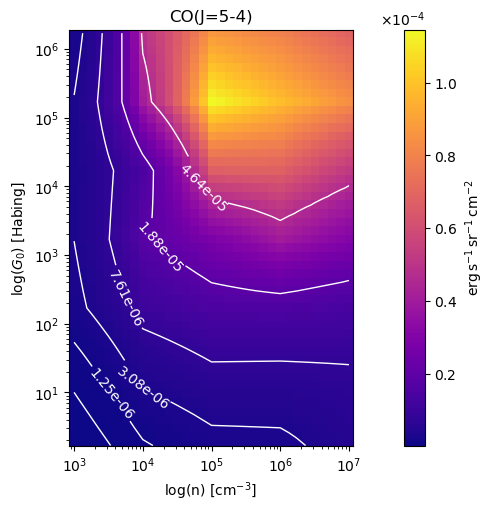 CO(J=5-4)
×10⁻⁴
10⁶
10⁵
10⁴
10³
10²
10¹
log(G₀) [Habing]
4.64e-05
1.88e-05
7.61e-06
3.08e-06
1.25e-06
10³ 10⁴ 10⁵ 10⁶ 10⁷
log(n) [cm⁻³]
1.0
0.8
0.6
0.4
0.2
erg s⁻¹ sr⁻¹ cm⁻²